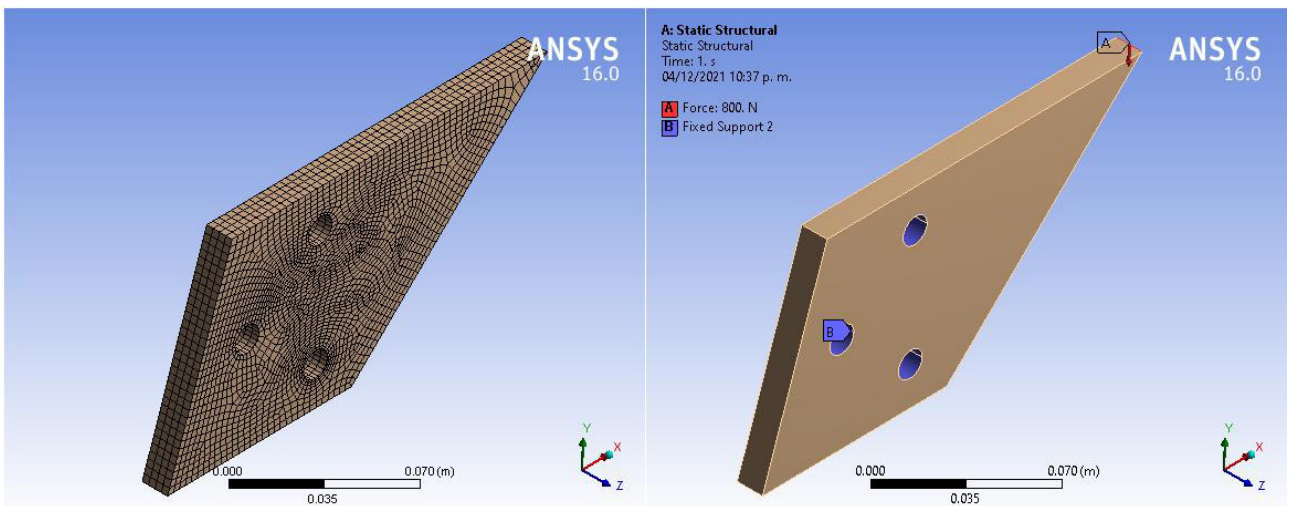 ANSYS
16.0
0.000
0.070 (m)
0.035
Y
X
Z
A: Static Structural
Static Structural
Time: 1. s
04/12/2021 10:37 p. m.
A Force: 800. N
B Fixed Support 2
A
ANSYS
16.0
B
0.000
0.070 (m)
0.035
Y
X
Z